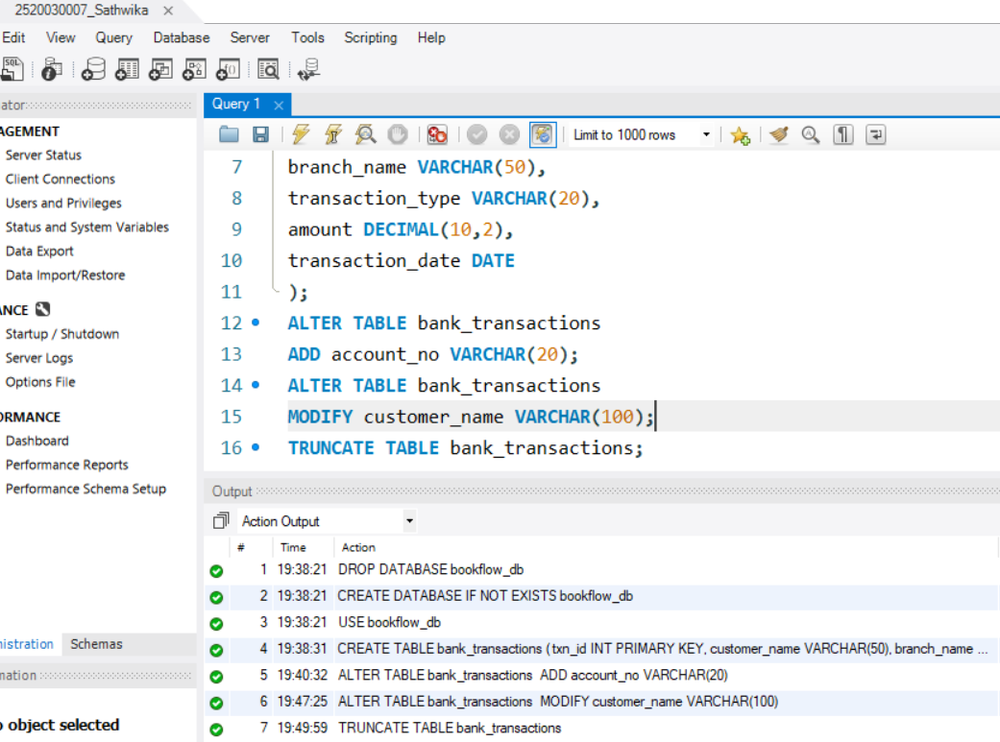 2520030007_Sathwika ×
Edit View Query Database Server Tools Scripting Help
Query 1 ×
Limit to 1000 rows
Server Status
Client Connections
Users and Privileges
Status and System Variables
Data Export
Data Import/Restore
Startup / Shutdown
Server Logs
Options File
Dashboard
Performance Reports
Performance Schema Setup
7 branch_name VARCHAR(50),
8 transaction_type VARCHAR(20),
9 amount DECIMAL(10,2),
10 transaction_date DATE
11 );
12 ALTER TABLE bank_transactions
13 ADD account_no VARCHAR(20);
14 ALTER TABLE bank_transactions
15 MODIFY customer_name VARCHAR(100);
16 TRUNCATE TABLE bank_transactions;
Output
Action Output
# Time Action
1 19:38:21 DROP DATABASE bookflow_db
2 19:38:21 CREATE DATABASE IF NOT EXISTS bookflow_db
3 19:38:21 USE bookflow_db
4 19:38:31 CREATE TABLE bank_transactions ( txn_id INT PRIMARY KEY, customer_name VARCHAR(50), branch_name ...
5 19:40:32 ALTER TABLE bank_transactions ADD account_no VARCHAR(20)
6 19:47:25 ALTER TABLE bank_transactions MODIFY customer_name VARCHAR(100)
7 19:49:59 TRUNCATE TABLE bank_transactions
Schemas
object selected